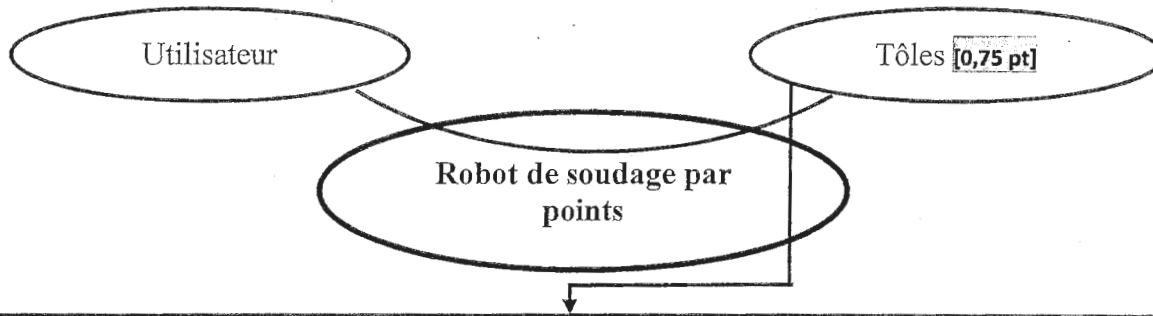 Utilisateur
Tôles [0,75 pt]
Robot de soudage par
points